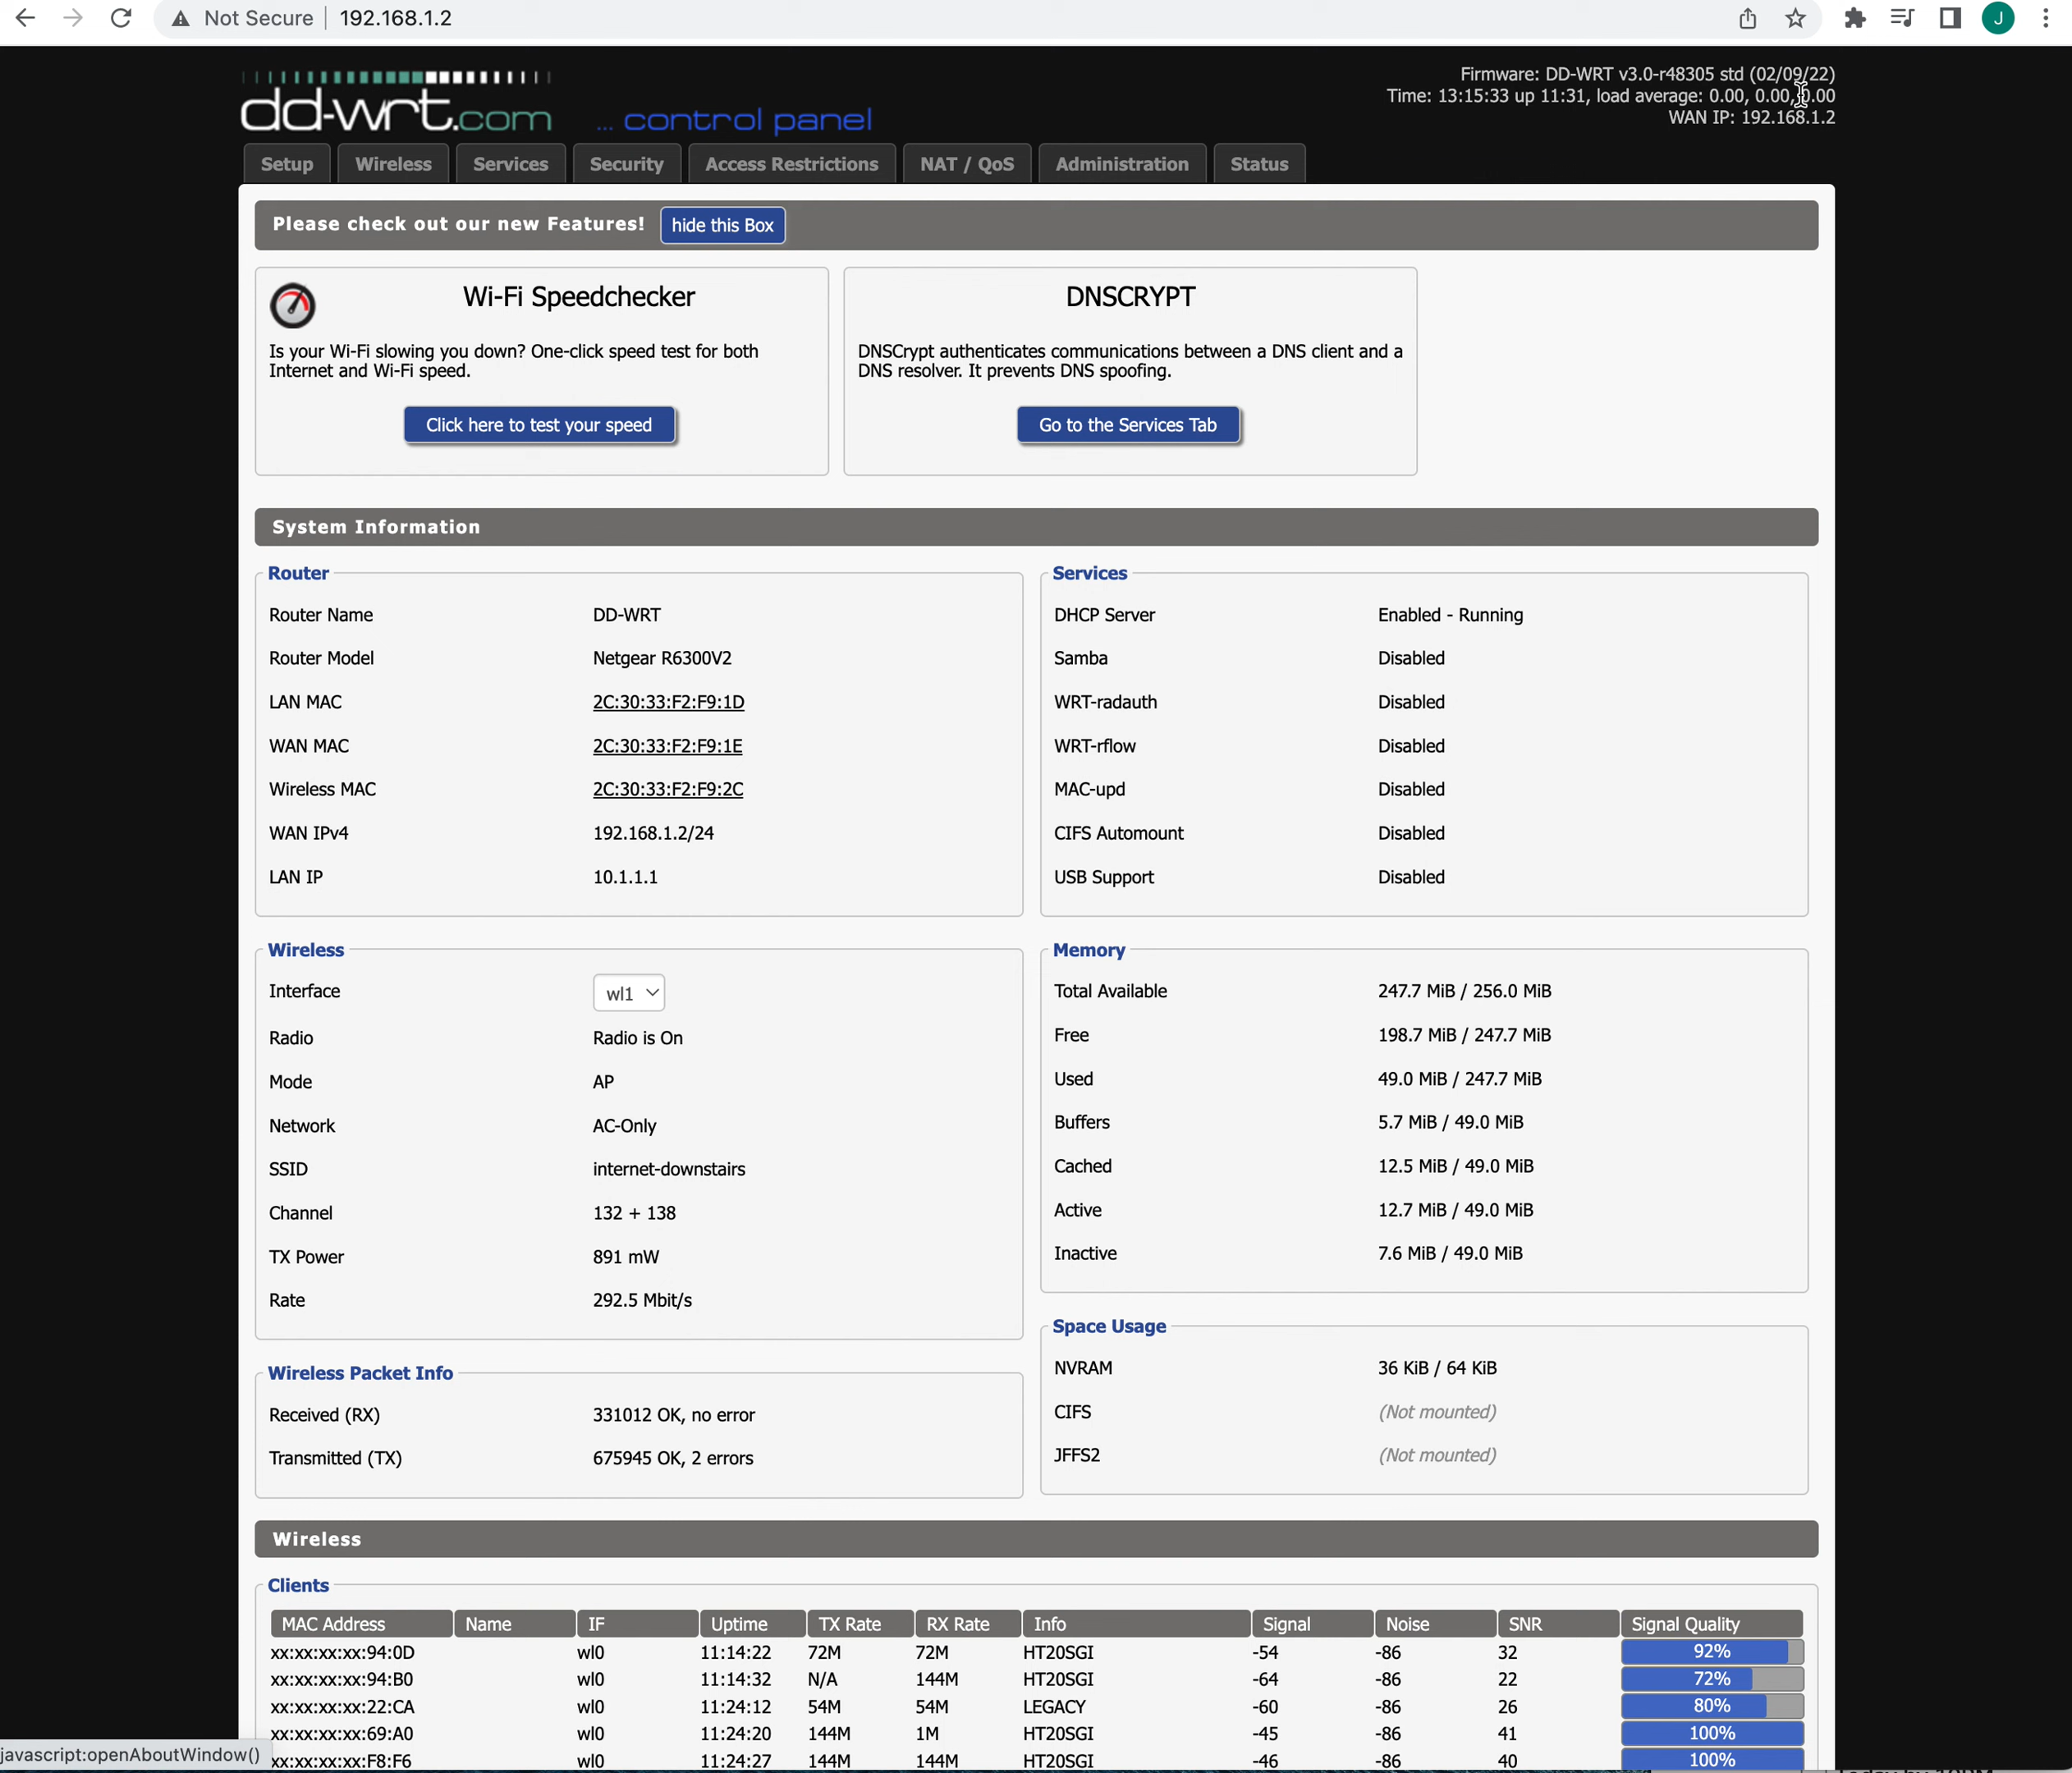 Not Secure | 192.168.1.2
J
dd-wrt.com ... control panel
Firmware: DD-WRT v3.0-r48305 std (02/09/22)
Time: 13:15:33 up 11:31, load average: 0.00, 0.00, 0.00
WAN IP: 192.168.1.2
Setup Wireless Services Security Access Restrictions NAT / QoS Administration Status
Please check out our new Features! hide this Box
Wi-Fi Speedchecker
Is your Wi-Fi slowing you down? One-click speed test for both
Internet and Wi-Fi speed.
Click here to test your speed
DNSCRYPT
DNSCrypt authenticates communications between a DNS client and a
DNS resolver. It prevents DNS spoofing.
Go to the Services Tab
System Information
Router
Router Name DD-WRT
Router Model Netgear R6300V2
LAN MAC 2C:30:33:F2:F9:1D
WAN MAC 2C:30:33:F2:F9:1E
Wireless MAC 2C:30:33:F2:F9:2C
WAN IPv4 192.168.1.2/24
LAN IP 10.1.1.1
Services
DHCP Server Enabled - Running
Samba Disabled
WRT-radauth Disabled
WRT-rflow Disabled
MAC-upd Disabled
CIFS Automount Disabled
USB Support Disabled
Wireless
Interface wl1
Radio Radio is On
Mode AP
Network AC-Only
SSID internet-downstairs
Channel 132 + 138
TX Power 891 mW
Rate 292.5 Mbit/s
Memory
Total Available 247.7 MiB / 256.0 MiB
Free 198.7 MiB / 247.7 MiB
Used 49.0 MiB / 247.7 MiB
Buffers 5.7 MiB / 49.0 MiB
Cached 12.5 MiB / 49.0 MiB
Active 12.7 MiB / 49.0 MiB
Inactive 7.6 MiB / 49.0 MiB
Wireless Packet Info
Received (RX) 331012 OK, no error
Transmitted (TX) 675945 OK, 2 errors
Space Usage
NVRAM 36 KiB / 64 KiB
CIFS (Not mounted)
JFFS2 (Not mounted)
Wireless
Clients
MAC Address Name IF Uptime TX Rate RX Rate Info Signal Noise SNR Signal Quality
xx:xx:xx:xx:94:0D wl0 11:14:22 72M 72M HT20SGI -54 -86 32 92%
xx:xx:xx:xx:94:B0 wl0 11:14:32 N/A 144M HT20SGI -64 -86 22 72%
xx:xx:xx:xx:22:CA wl0 11:24:12 54M 54M LEGACY -60 -86 26 80%
xx:xx:xx:xx:69:A0 wl0 11:24:20 144M 1M HT20SGI -45 -86 41 100%
xx:xx:xx:xx:F8:F6 wl0 11:24:27 144M 144M HT20SGI -46 -86 40 100%
javascript:openAboutWindow()